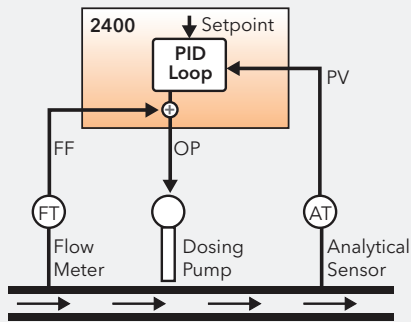 2400
Setpoint
PID
Loop
PV
+
FF
OP
FT
AT
Flow
Meter
Dosing
Pump
Analytical
Sensor